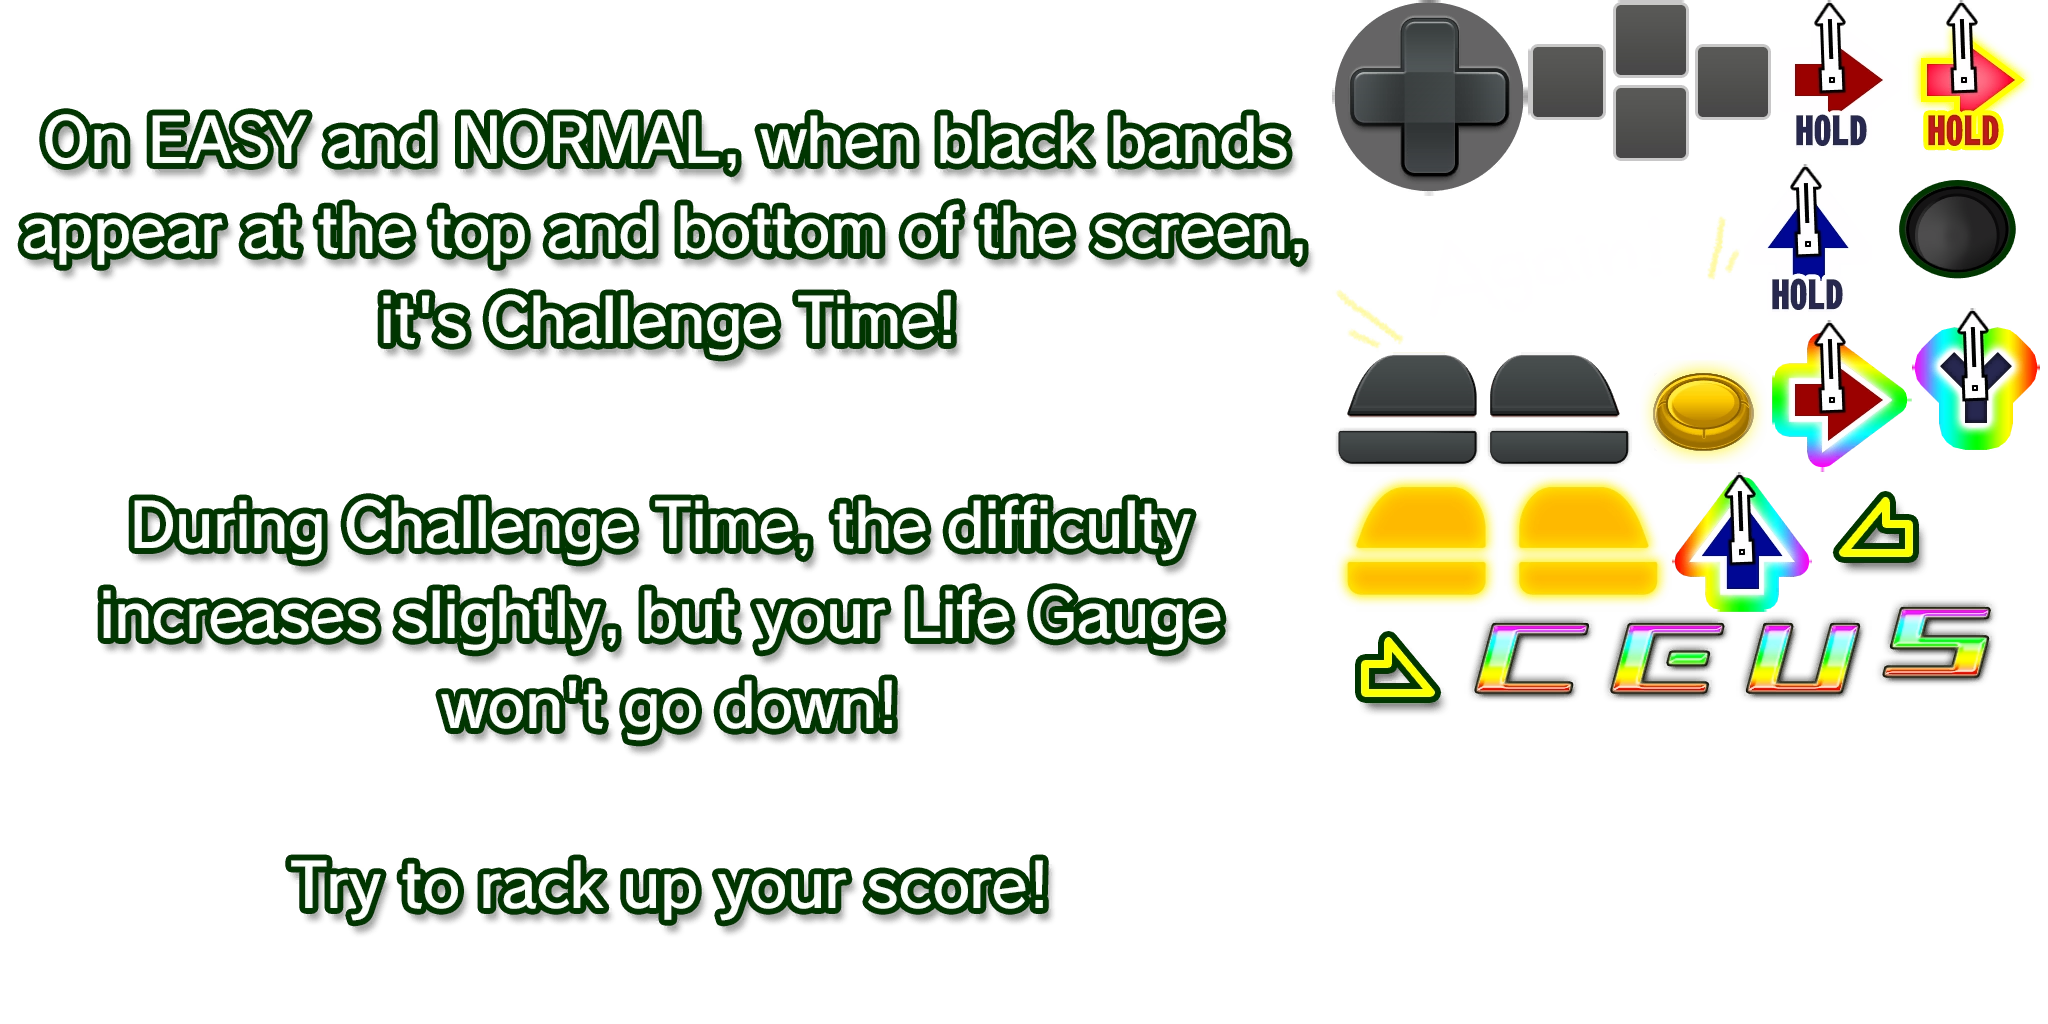 On EASY and NORMAL, when black bands
appear at the top and bottom of the screen,
it's Challenge Time!
During Challenge Time, the difficulty
increases slightly, but your Life Gauge
won't go down!
Try to rack up your score!
HOLD
HOLD
Again!
HOLD
C E U S